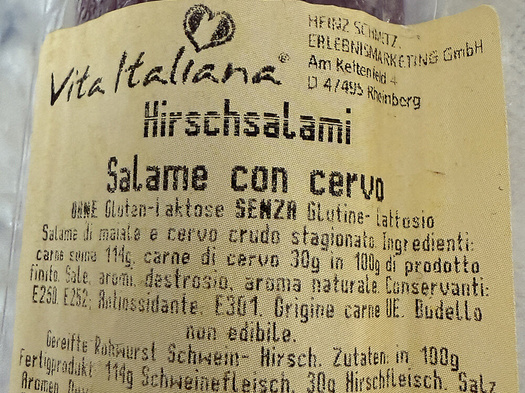 Vita Italiana®
HEINZ SCHMITZ
ERLEBNISMARKETING GmbH
Am Kettenfeld 4
D 47495 Rheinberg
Hirschsalami
Salame con cervo
OHNE Gluten-Laktose SENZA Glutine-lattosio
Salame di maiale e cervo crudo stagionato. Ingredienti:
carne suina 114g, carne di cervo 30g in 100g di prodotto
finito. Sale, aromi, destrosio, aroma naturale. Conservanti:
E250, E252; Antiossidante: E301. Origine carne UE. Budello
non edibile.
Gereifte Rohwurst Schwein- Hirsch. Zutaten: in 100g
Fertigprodukt 114g Schweinefleisch, 30g Hirschfleisch. Salz
Aromen